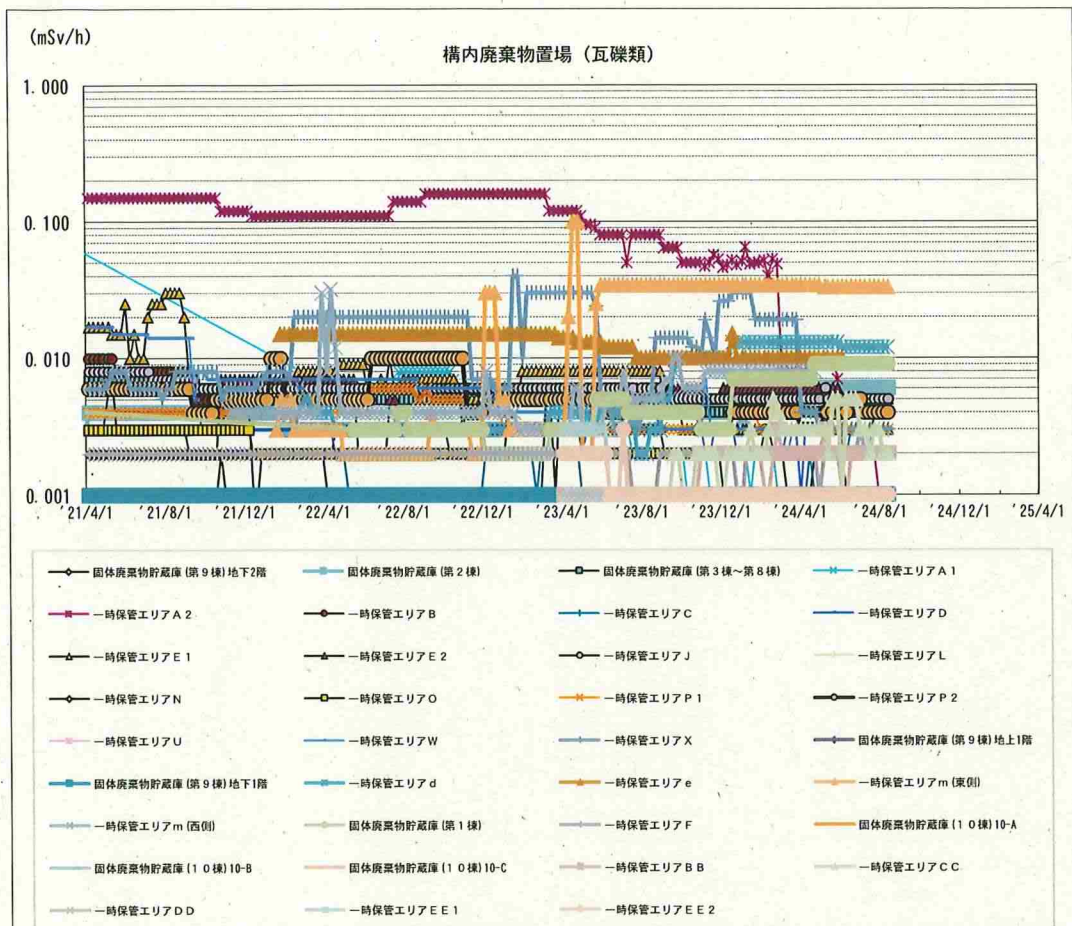 (mSv/h)
構内廃棄物置場 (瓦礫類)
1.000
0.100
0.010
0.001
'21/4/1 '21/8/1 '21/12/1 '22/4/1 '22/8/1 '22/12/1 '23/4/1 '23/8/1 '23/12/1 '24/4/1 '24/8/1 '24/12/1 '25/4/1
固体廃棄物貯蔵庫(第9棟)地下2階 固体廃棄物貯蔵庫(第2棟) 固体廃棄物貯蔵庫(第3棟~第8棟) 一時保管エリアA1
一時保管エリアA2 一時保管エリアB 一時保管エリアC 一時保管エリアD
一時保管エリアE1 一時保管エリアE2 一時保管エリアJ 一時保管エリアL
一時保管エリアN 一時保管エリアO 一時保管エリアP1 一時保管エリアP2
一時保管エリアU 一時保管エリアW 一時保管エリアX 固体廃棄物貯蔵庫(第9棟)地上1階
固体廃棄物貯蔵庫(第9棟)地下1階 一時保管エリアd 一時保管エリアe 一時保管エリアm(東側)
一時保管エリアm(西側) 固体廃棄物貯蔵庫(第1棟) 一時保管エリアF 固体廃棄物貯蔵庫(10棟)10-A
固体廃棄物貯蔵庫(10棟)10-B 固体廃棄物貯蔵庫(10棟)10-C 一時保管エリアBB 一時保管エリアCC
一時保管エリアDD 一時保管エリアEE1 一時保管エリアEE2